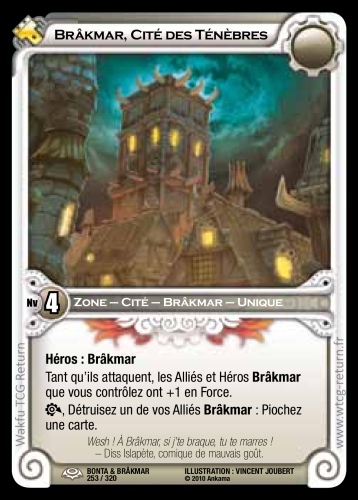 Brâkmar, Cité des Ténèbres
Nv 4 Zone – Cité – Brâkmar – Unique
Héros : Brâkmar
Tant qu'ils attaquent, les Alliés et Héros Brâkmar
que vous contrôlez ont +1 en Force.
, Détruisez un de vos Alliés Brâkmar : Piochez
une carte.
Wesh ! À Brâkmar, si j'te braque, tu te marres !
– Diss Islapète, comique de mauvais goût.
BONTA & BRÂKMAR
253 / 320
ILLUSTRATION : VINCENT JOUBERT
© 2010 Ankama
Wakfu-TCG-Return
www.wtcg-return.fr